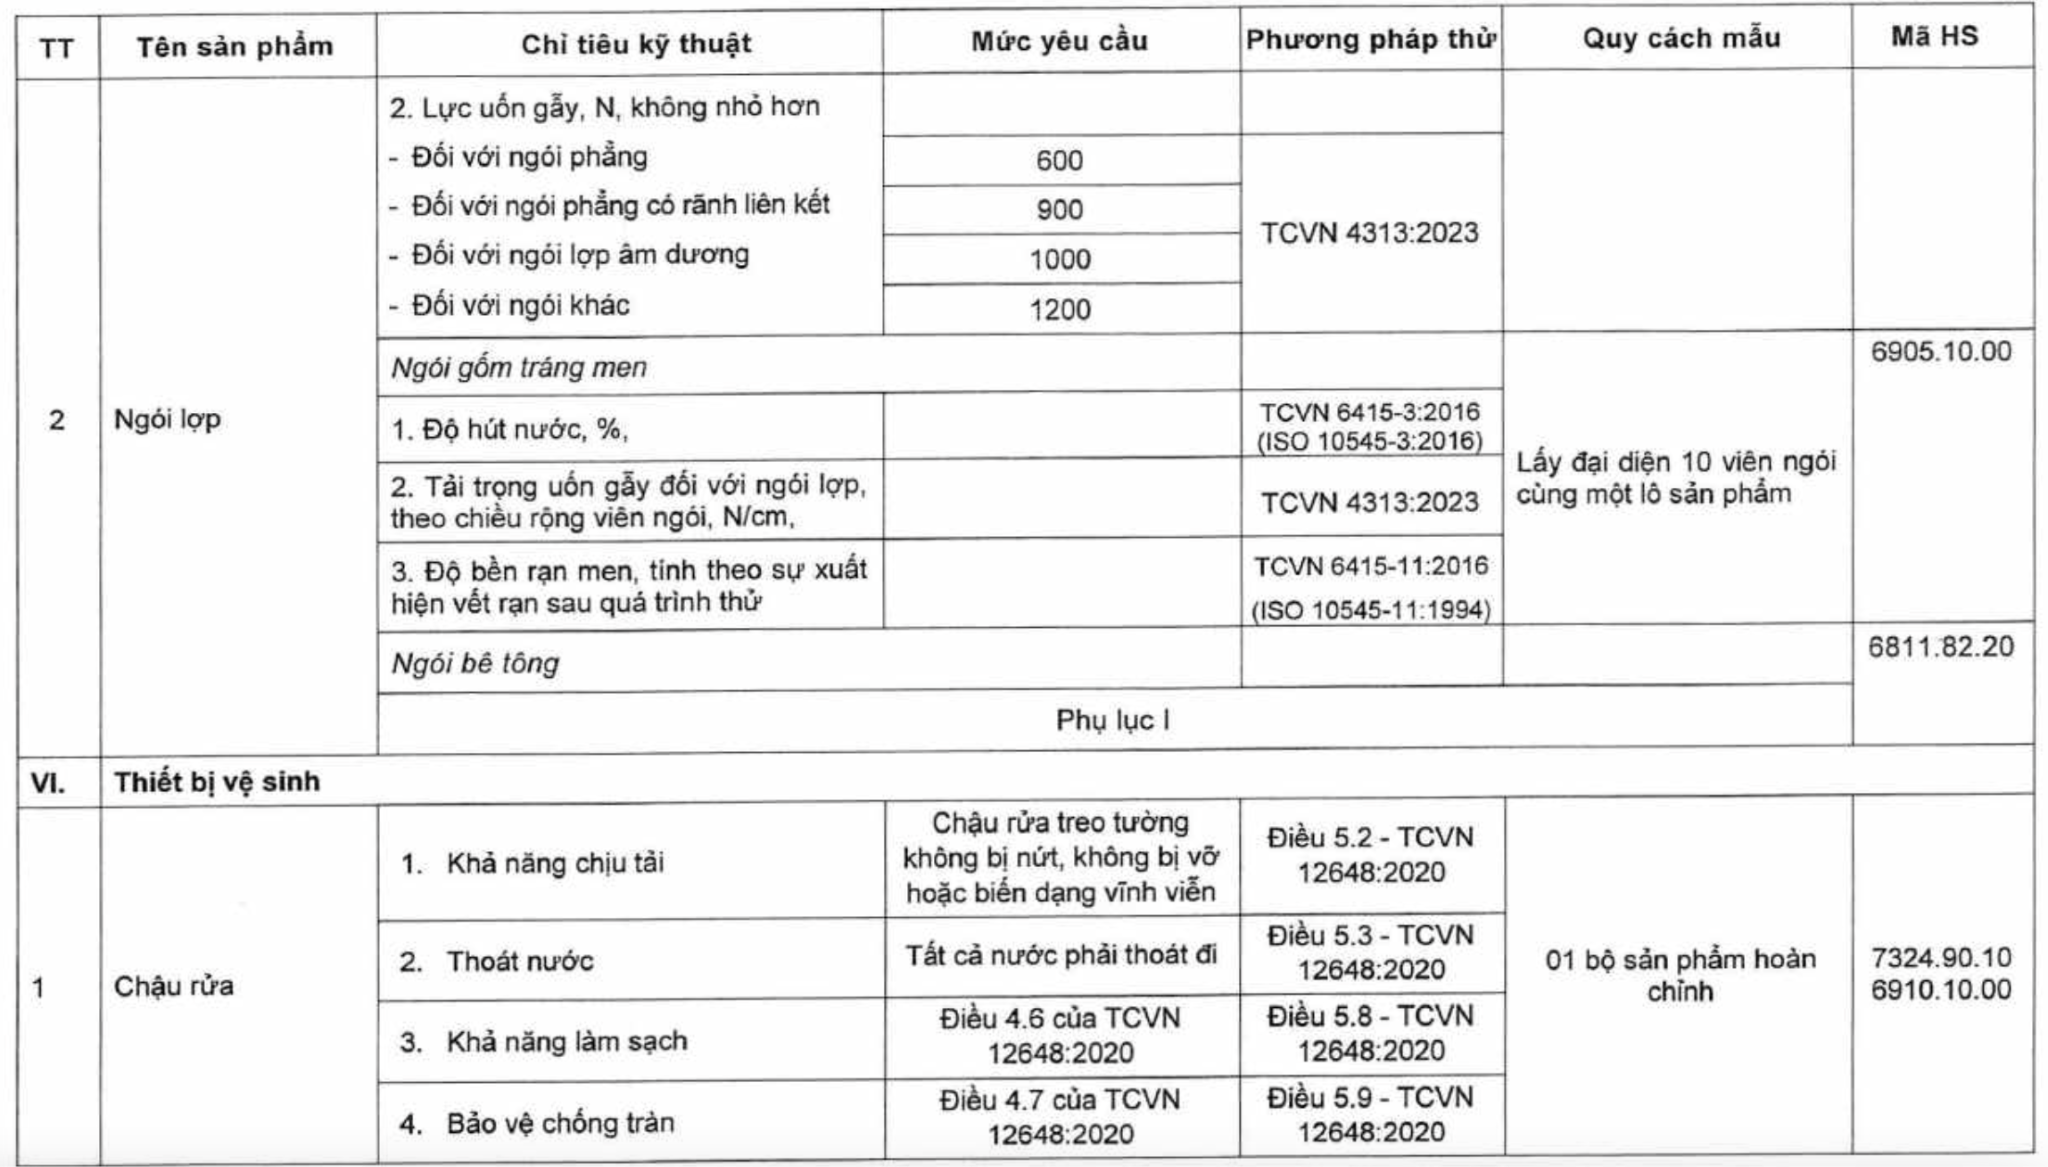 TT
Tên sản phẩm
Chỉ tiêu kỹ thuật
Mức yêu cầu
Phương pháp thử
Quy cách mẫu
Mã HS
2
Ngói lợp
2. Lực uốn gẫy, N, không nhỏ hơn
- Đối với ngói phẳng
600
- Đối với ngói phẳng có rãnh liên kết
900
- Đối với ngói lợp âm dương
1000
- Đối với ngói khác
1200
TCVN 4313:2023
Ngói gốm tráng men
6905.10.00
1. Độ hút nước, %,
TCVN 6415-3:2016
(ISO 10545-3:2016)
2. Tải trọng uốn gẫy đối với ngói lợp,
theo chiều rộng viên ngói, N/cm,
TCVN 4313:2023
3. Độ bền rạn men, tính theo sự xuất
hiện vết rạn sau quá trình thử
TCVN 6415-11:2016
(ISO 10545-11:1994)
Lấy đại diện 10 viên ngói
cùng một lô sản phẩm
Ngói bê tông
6811.82.20
Phụ lục I
VI.
Thiết bị vệ sinh
1
Chậu rửa
1. Khả năng chịu tải
Chậu rửa treo tường
không bị nứt, không bị vỡ
hoặc biến dạng vĩnh viễn
Điều 5.2 - TCVN
12648:2020
2. Thoát nước
Tất cả nước phải thoát đi
Điều 5.3 - TCVN
12648:2020
3. Khả năng làm sạch
Điều 4.6 của TCVN
12648:2020
Điều 5.8 - TCVN
12648:2020
4. Bảo vệ chống tràn
Điều 4.7 của TCVN
12648:2020
Điều 5.9 - TCVN
12648:2020
01 bộ sản phẩm hoàn
chỉnh
7324.90.10
6910.10.00